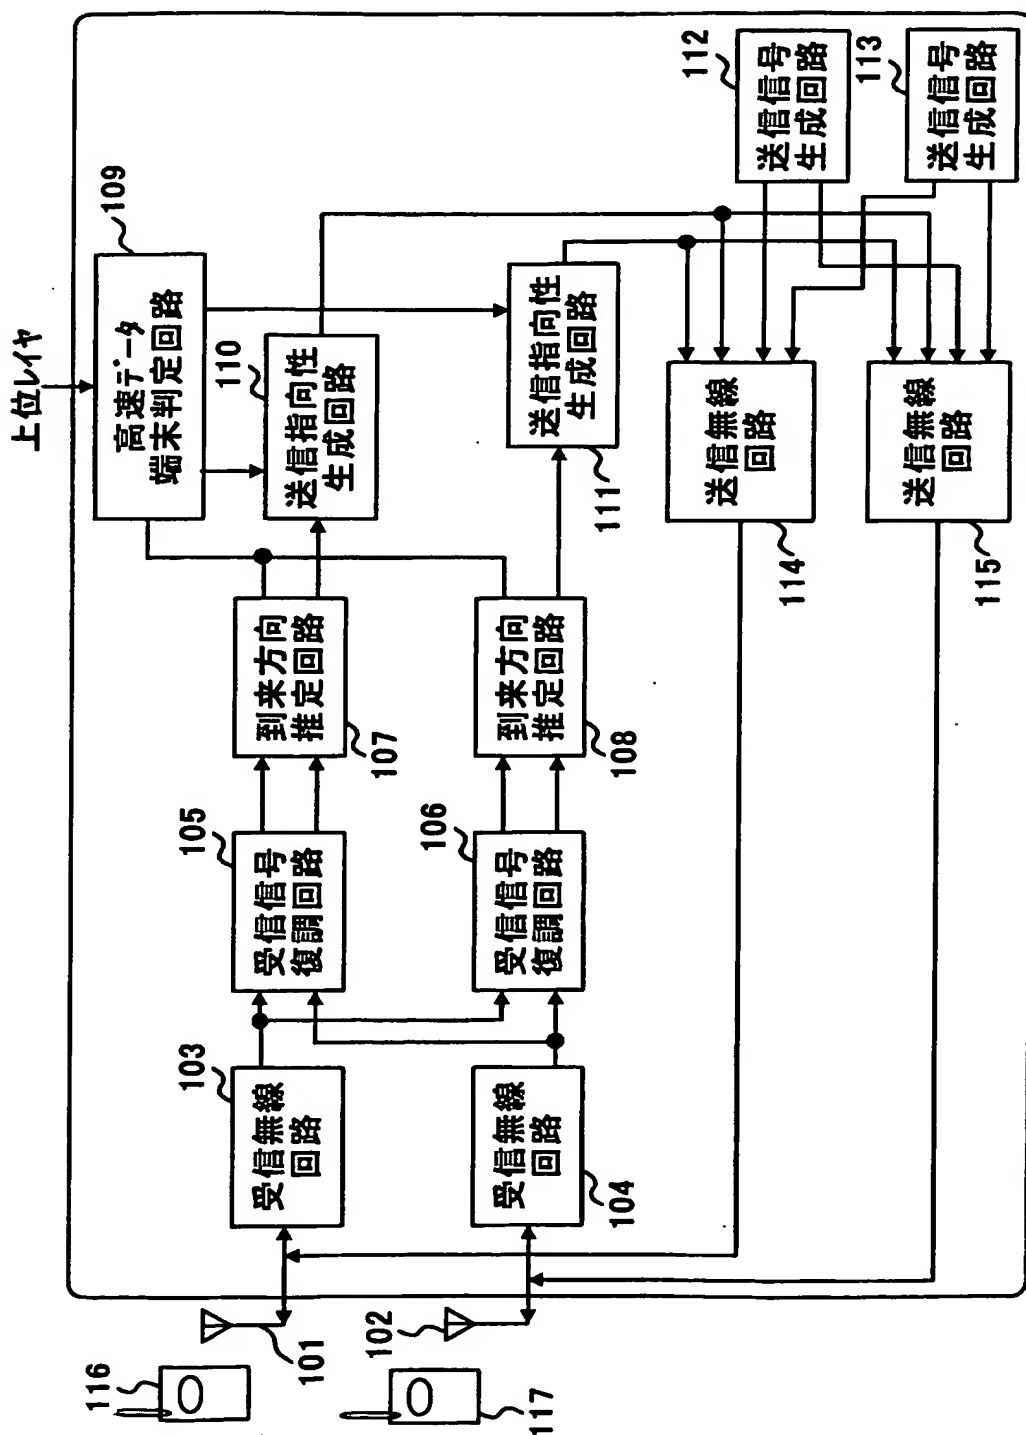 上位レイヤ
109
高速データ
端末判定回路
110
送信指向性
生成回路
送信指向性
生成回路
111
112
送信信号
生成回路
113
送信信号
生成回路
107
到来方向
推定回路
108
到来方向
推定回路
105
受信信号
復調回路
106
受信信号
復調回路
103
受信無線
回路
104
受信無線
回路
114
送信無線
回路
115
送信無線
回路
101
102
116
117